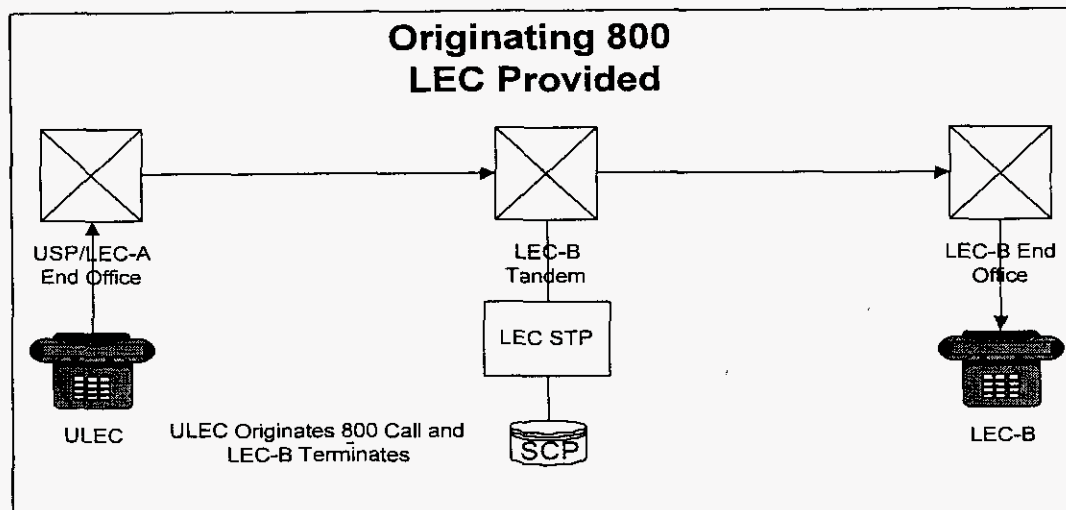 Originating 800
LEC Provided
USP/LEC-A
End Office
LEC-B
Tandem
LEC-B End
Office
LEC STP
ULEC
ULEC Originates 800 Call and
LEC-B Terminates
SCP
LEC-B